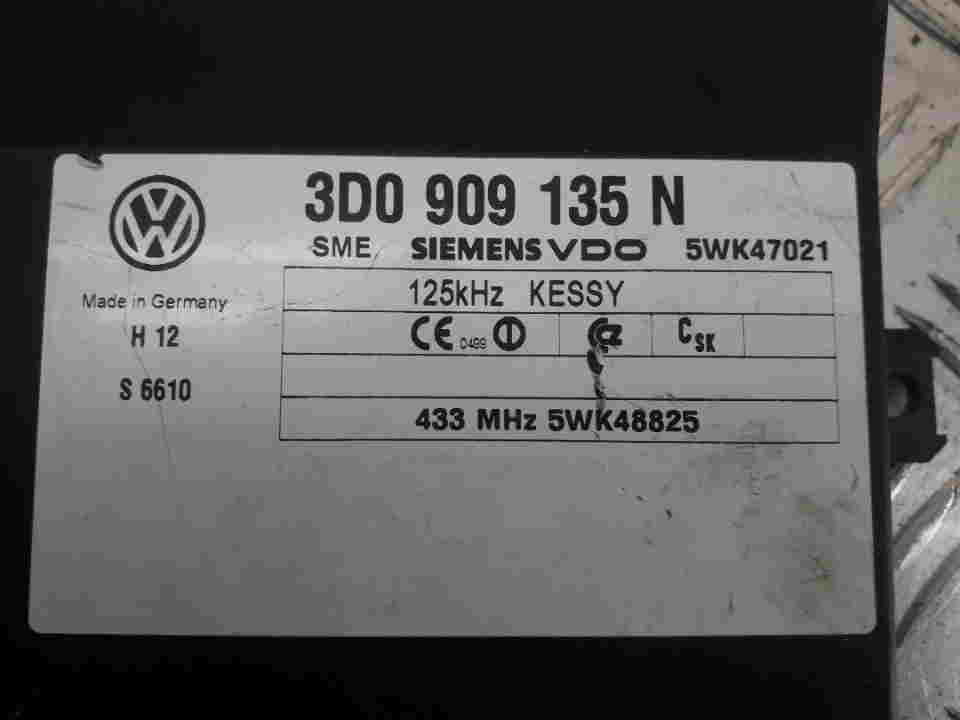 3D0 909 135 N
SME SIEMENS VDO 5WK47021
Made in Germany
125kHz KESSY
H 12
CE 0499
CSK
S 6610
433 MHz 5WK48825